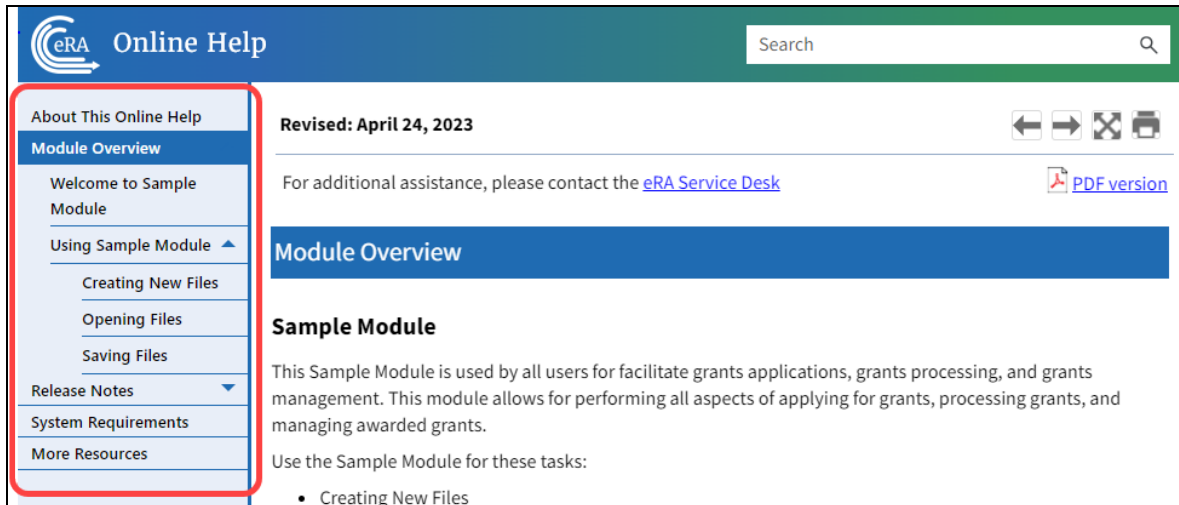 eRA Online Help
Search
About This Online Help
Module Overview
Welcome to Sample
Module
Using Sample Module
Creating New Files
Opening Files
Saving Files
Release Notes
System Requirements
More Resources
Revised: April 24, 2023
For additional assistance, please contact the eRA Service Desk
PDF version
Module Overview
Sample Module
This Sample Module is used by all users for facilitate grants applications, grants processing, and grants
management. This module allows for performing all aspects of applying for grants, processing grants, and
managing awarded grants.
Use the Sample Module for these tasks:
• Creating New Files